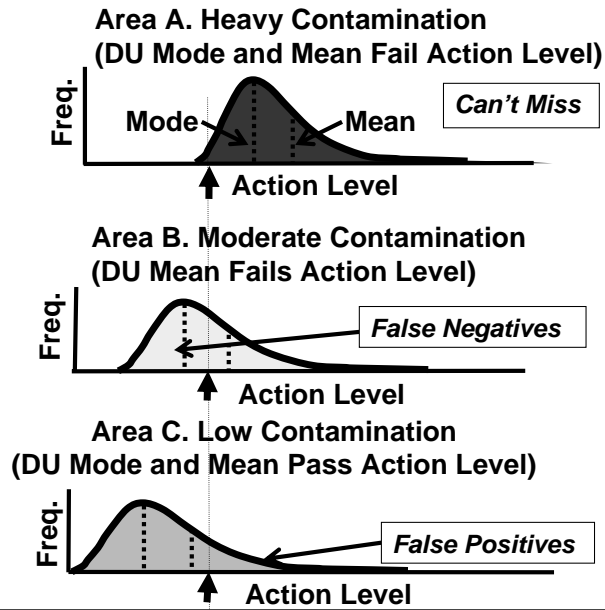 Area A. Heavy Contamination
(DU Mode and Mean Fail Action Level)
Freq.
Can't Miss
Mode
Mean
Action Level
Area B. Moderate Contamination
(DU Mean Fails Action Level)
Freq.
False Negatives
Action Level
Area C. Low Contamination
(DU Mode and Mean Pass Action Level)
Freq.
False Positives
Action Level